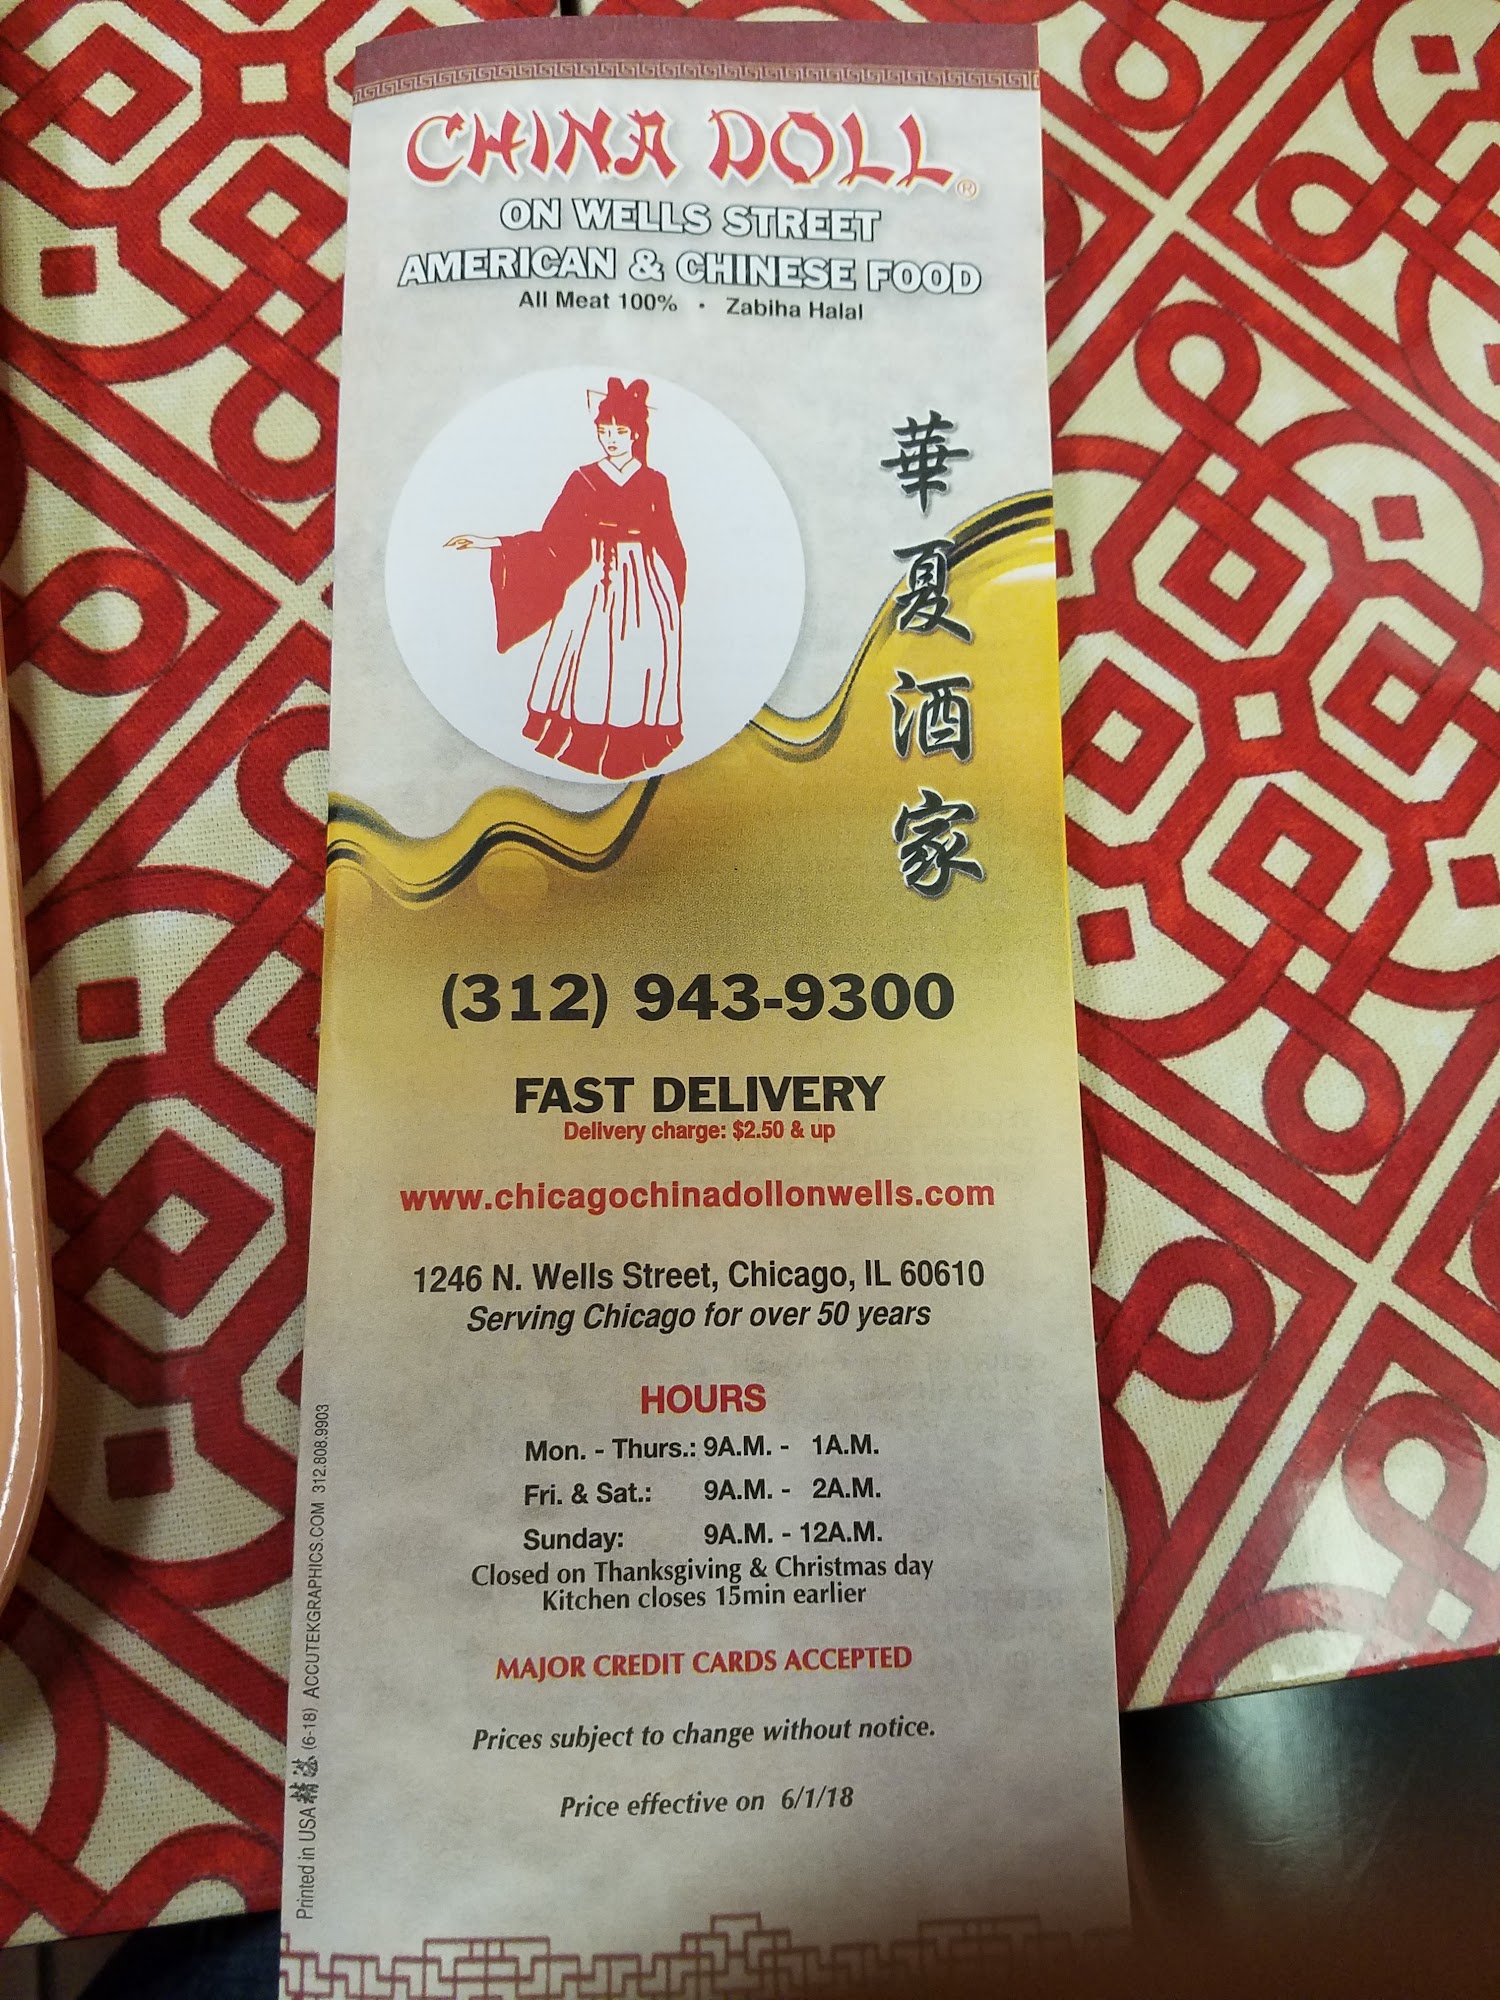 CHINA DOLL®
ON WELLS STREET
AMERICAN & CHINESE FOOD
All Meat 100% • Zabiha Halal
華夏酒家
(312) 943-9300
FAST DELIVERY
Delivery charge: $2.50 & up
www.chicagochinadollonwells.com
1246 N. Wells Street, Chicago, IL 60610
Serving Chicago for over 50 years
HOURS
Mon. - Thurs.: 9A.M. - 1A.M.
Fri. & Sat.: 9A.M. - 2A.M.
Sunday: 9A.M. - 12A.M.
Closed on Thanksgiving & Christmas day
Kitchen closes 15min earlier
MAJOR CREDIT CARDS ACCEPTED
Prices subject to change without notice.
Price effective on 6/1/18
Printed in USA (6-18) ACCUTEKGRAPHICS.COM 312.808.9903